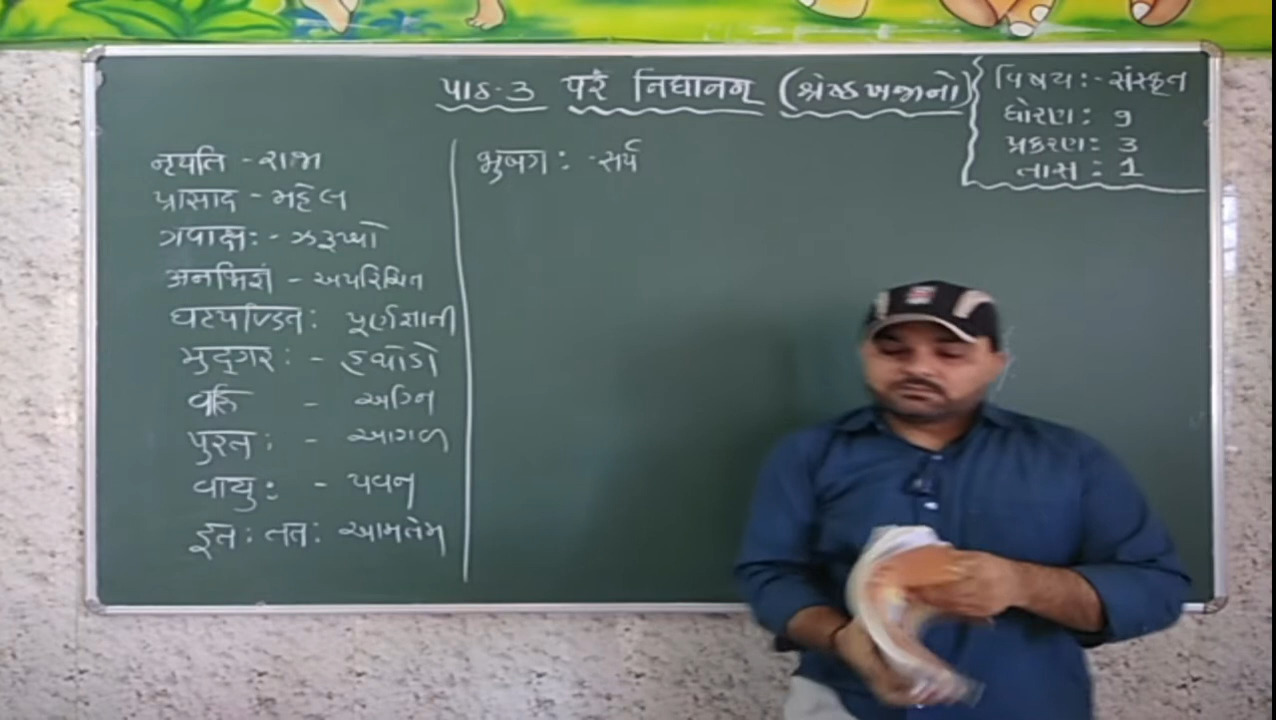 પાઠ-3 परं निधानम् (શ્રેષ્ઠ ખજાનો)
વિષય:- સંસ્કૃત
ધોરણ: ૭
પ્રકરણ: 3
તાસ: 1
नृपति - રાજા
प्रासाद - મહેલ
गवाक्षः - ઝરૂખો
अनभिज्ञं - અપરિચિત
घटपण्डितः પૂર્ણજ્ઞાની
मुद्गरः - હથોડો
वह्नि - અગ્નિ
पुरतः - આગળ
वायुः - પવન
इतः ततः આમતેમ
भुजगः - સર્પ